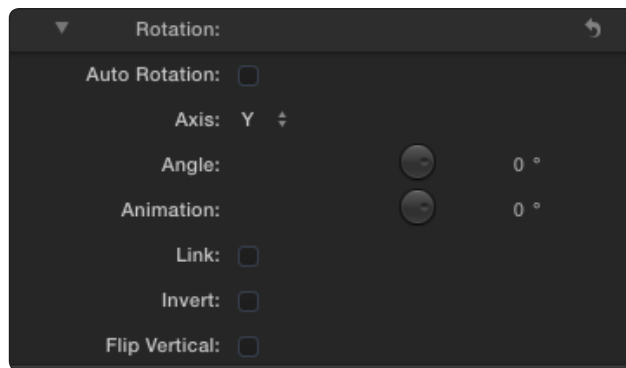 Rotation:
Auto Rotation:
Axis: Y
Angle: 0 °
Animation: 0 °
Link:
Invert:
Flip Vertical: